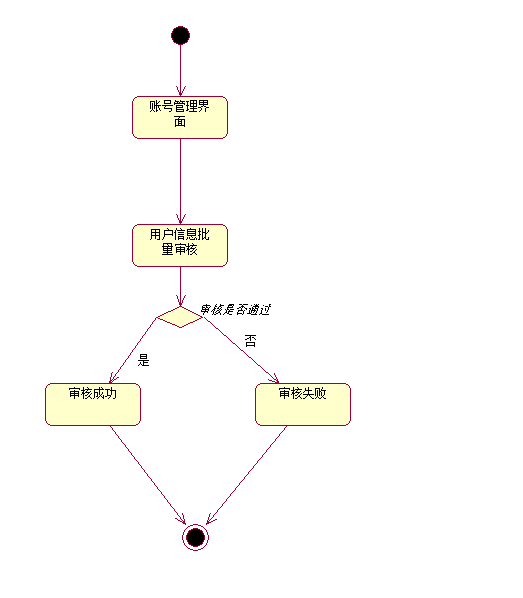 账号管理界
面
用户信息批
量审核
审核是否通过
是
否
审核成功
审核失败